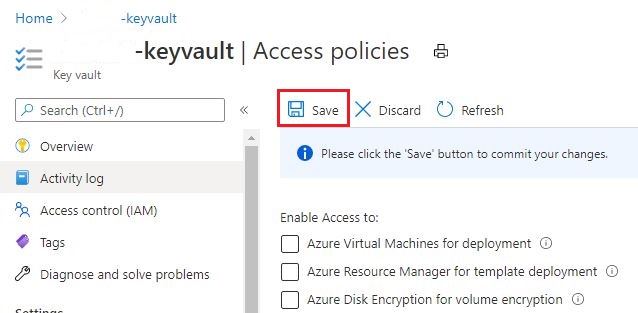 Home > -keyvault
-keyvault | Access policies
Key vault
Search (Ctrl+/)
«
Overview
Activity log
Access control (IAM)
Tags
Diagnose and solve problems
Settings
Save Discard Refresh
Please click the 'Save' button to commit your changes.
Enable Access to:
Azure Virtual Machines for deployment
Azure Resource Manager for template deployment
Azure Disk Encryption for volume encryption